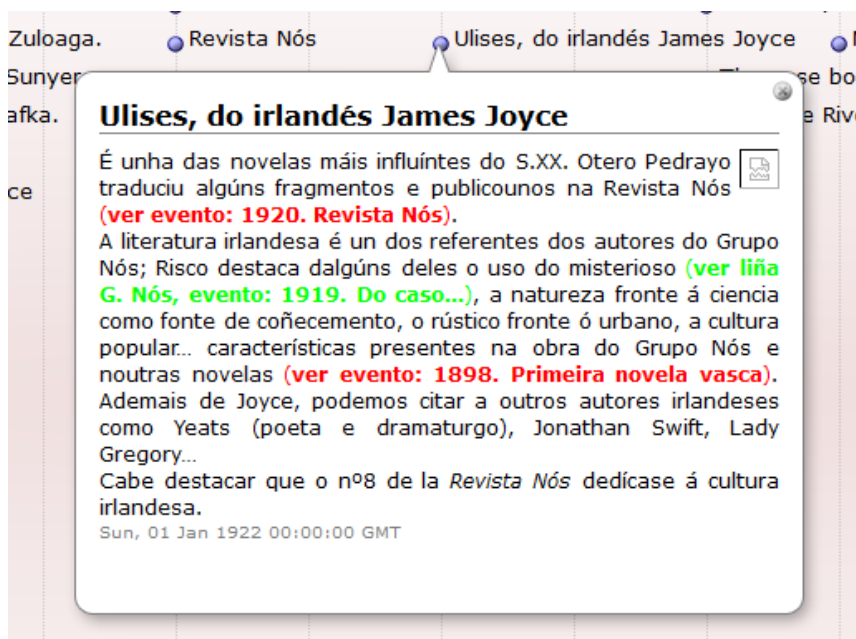 Zuloaga.
Revista Nós
Ulises, do irlandés James Joyce
Sunyer
se bo
afka.
e Riv
ce
Ulises, do irlandés James Joyce
É unha das novelas máis influíntes do S.XX. Otero Pedrayo
traduciu algúns fragmentos e publicounos na Revista Nós
(ver evento: 1920. Revista Nós).
A literatura irlandesa é un dos referentes dos autores do Grupo
Nós; Risco destaca dalgúns deles o uso do misterioso (ver liña
G. Nós, evento: 1919. Do caso...), a natureza fronte á ciencia
como fonte de coñecemento, o rústico fronte ó urbano, a cultura
popular... características presentes na obra do Grupo Nós e
noutras novelas (ver evento: 1898. Primeira novela vasca).
Ademais de Joyce, podemos citar a outros autores irlandeses
como Yeats (poeta e dramaturgo), Jonathan Swift, Lady
Gregory...
Cabe destacar que o nº8 de la Revista Nós dedícase á cultura
irlandesa.
Sun, 01 Jan 1922 00:00:00 GMT